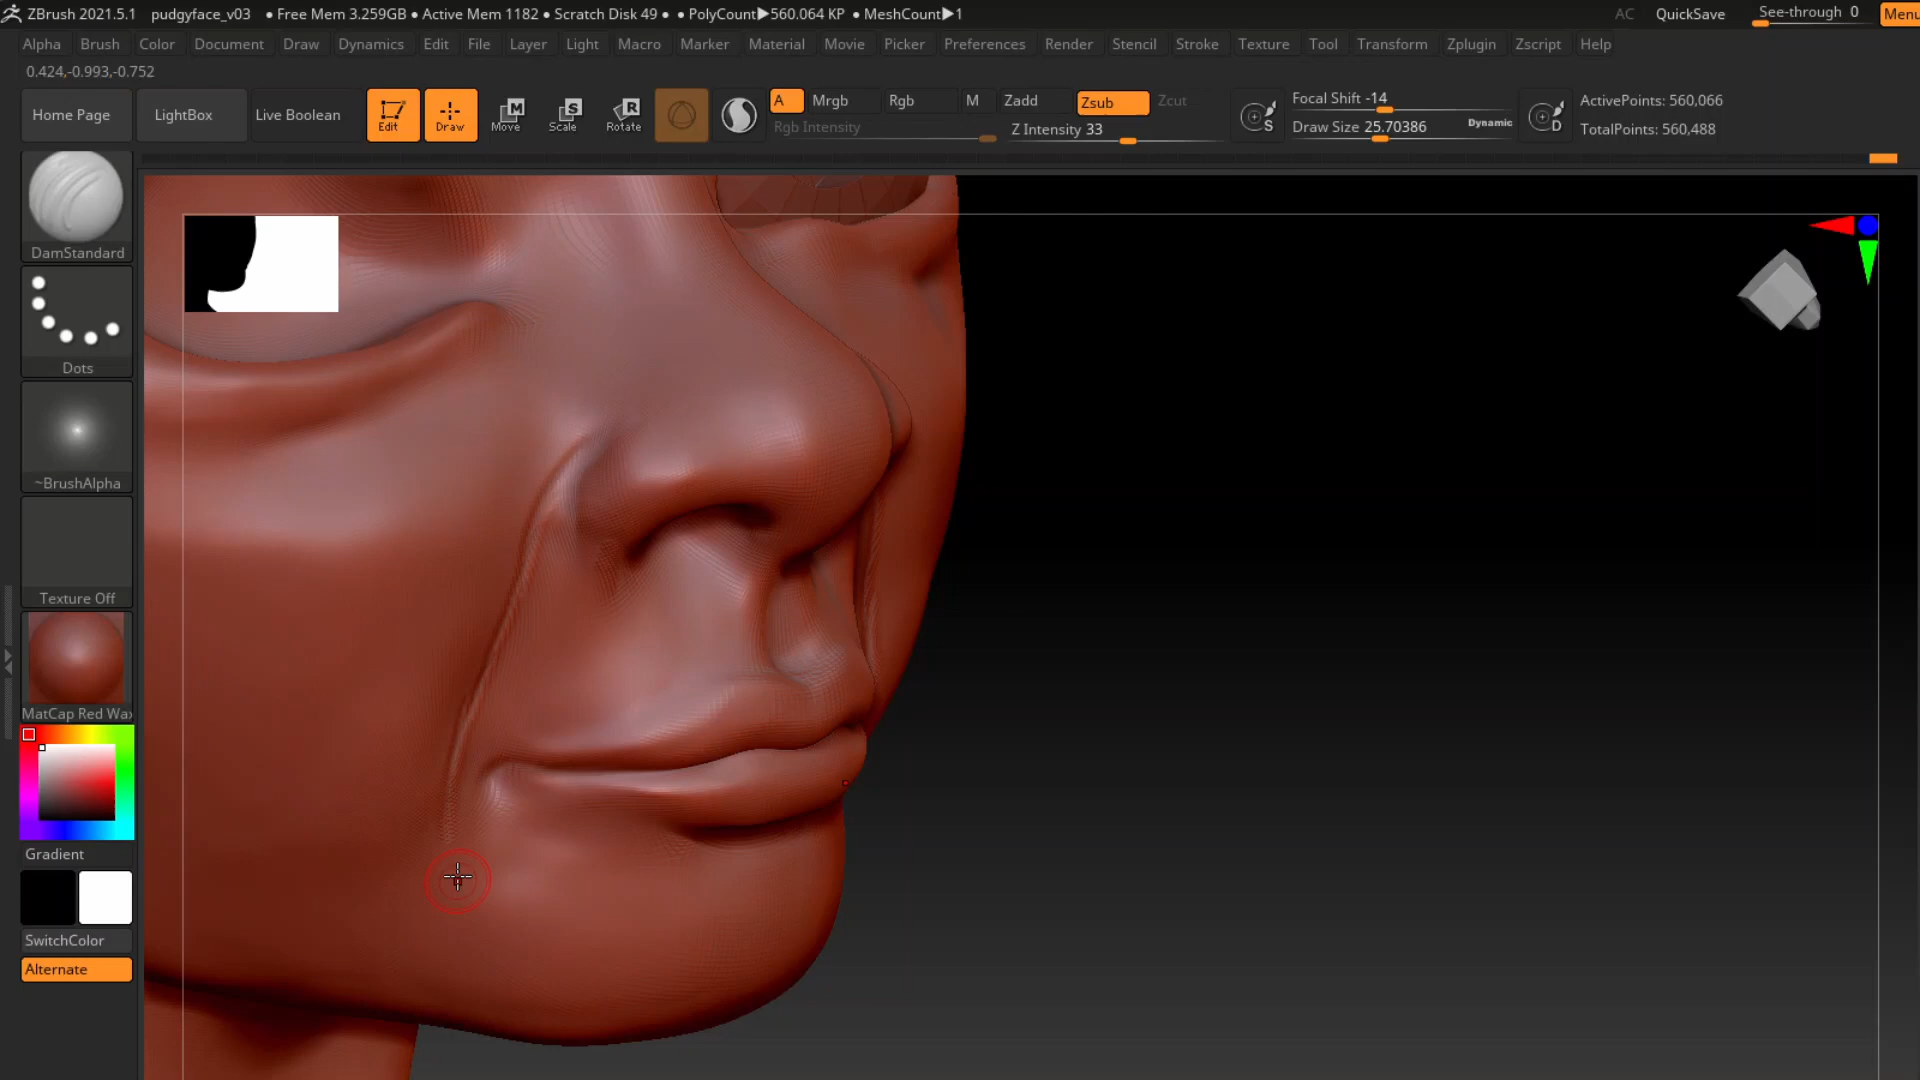 ZBrush 2021.5.1 pudgyface_v03 • Free Mem 3.259GB • Active Mem 1182 • Scratch Disk 49 • • PolyCount▶560.064 KP • MeshCount▶1 AC QuickSave See-through 0 Menu
Alpha Brush Color Document Draw Dynamics Edit File Layer Light Macro Marker Material Movie Picker Preferences Render Stencil Stroke Texture Tool Transform Zplugin Zscript Help
0.424,-0.993,-0.752
Home Page LightBox Live Boolean Edit Draw Move Scale Rotate
A Mrgb Rgb M Zadd Zsub Zcut
Rgb Intensity Z Intensity 33
Focal Shift -14
Draw Size 25.70386 Dynamic
ActivePoints: 560,066
TotalPoints: 560,488
M
S
R
S
D
DamStandard
Dots
~BrushAlpha
Texture Off
MatCap Red Wax
Gradient
SwitchColor
Alternate